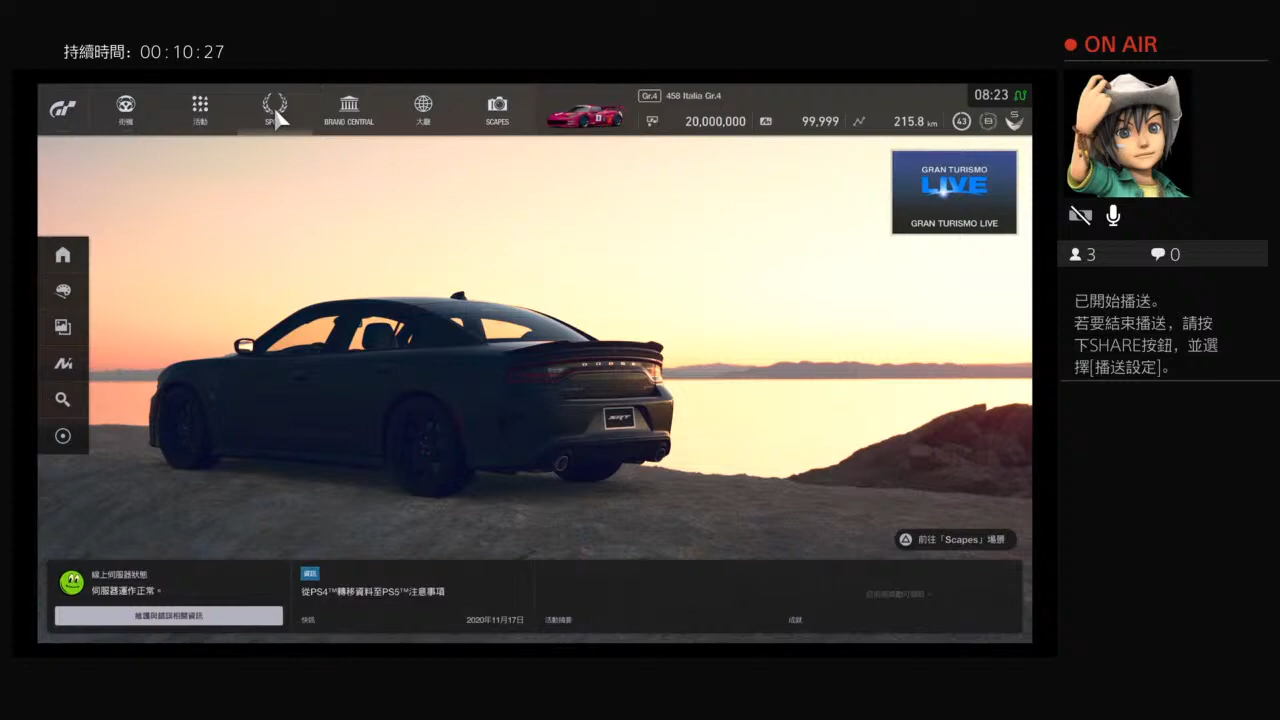 持續時間: 00:10:27
ON AIR
GT
街機
活動
SP
BRAND CENTRAL
大廳
SCAPES
Gr.4 458 Italia Gr.4
08:23
20,000,000
99,999
215.8 km
43
B
S
GRAN TURISMO
LIVE
GRAN TURISMO LIVE
3
0
已開始播送。
若要結束播送，請按
下SHARE按鈕，並選
擇[播送設定]。
DODGE
SRT
前往「Scapes」場景
線上伺服器狀態
伺服器運作正常。
維護與錯誤相關資訊
資訊
從PS4™轉移資料至PS5™注意事項
快訊
2020年11月17日
活動摘要
成就